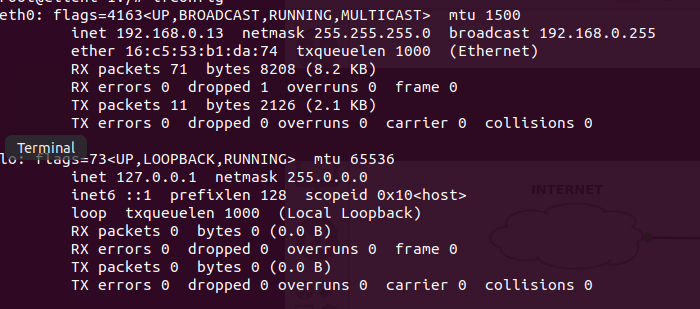 eth0: flags=4163<UP,BROADCAST,RUNNING,MULTICAST>  mtu 1500
        inet 192.168.0.13  netmask 255.255.255.0  broadcast 192.168.0.255
        ether 16:c5:53:b1:da:74  txqueuelen 1000  (Ethernet)
        RX packets 71  bytes 8208 (8.2 KB)
        RX errors 0  dropped 1  overruns 0  frame 0
        TX packets 11  bytes 2126 (2.1 KB)
        TX errors 0  dropped 0 overruns 0  carrier 0  collisions 0
Terminal
lo: flags=73<UP,LOOPBACK,RUNNING>  mtu 65536
        inet 127.0.0.1  netmask 255.0.0.0
        inet6 ::1  prefixlen 128  scopeid 0x10<host>
        loop  txqueuelen 1000  (Local Loopback)
        RX packets 0  bytes 0 (0.0 B)
        RX errors 0  dropped 0  overruns 0  frame 0
        TX packets 0  bytes 0 (0.0 B)
        TX errors 0  dropped 0 overruns 0  carrier 0  collisions 0
INTERNET